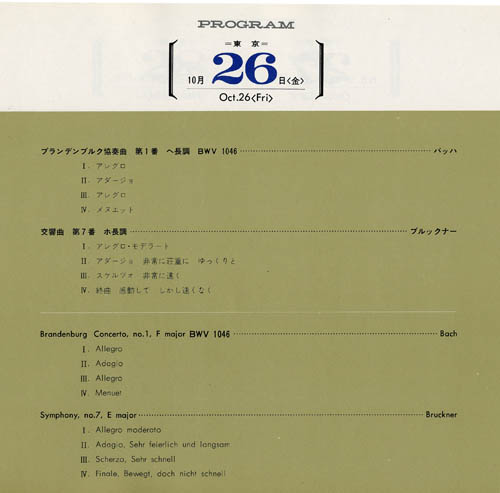 PROGRAM
=東 京=
10月 26日<金>
Oct.26<Fri>
ブランデンブルク協奏曲 第1番 ヘ長調 BWV 1046 バッハ
Ⅰ. アレグロ
Ⅱ. アダージョ
Ⅲ. アレグロ
Ⅳ. メヌエット
交響曲 第7番 ホ長調 ブルックナー
Ⅰ. アレグロ・モデラート
Ⅱ. アダージョ 非常に荘重に ゆっくりと
Ⅲ. スケルツォ 非常に速く
Ⅳ. 終曲 感動して しかし速くなく
Brandenburg Concerto, no.1, F major BWV 1046 Bach
Ⅰ. Allegro
Ⅱ. Adagio
Ⅲ. Allegro
Ⅳ. Menuet
Symphony, no.7, E major Bruckner
Ⅰ. Allegro moderato
Ⅱ. Adagio, Sehr feierlich und langsam
Ⅲ. Scherzo, Sehr schnell
Ⅳ. Finale, Bewegt, doch nicht schnell